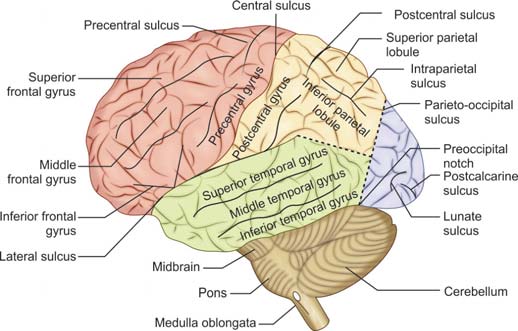 Central sulcus
Precentral sulcus
Postcentral sulcus
Superior parietal
lobule
Intraparietal
sulcus
Superior
frontal gyrus
Parieto-occipital
sulcus
Precentral gyrus
Postcentral gyrus
Inferior parietal
lobule
Preoccipital
notch
Middle
frontal gyrus
Superior temporal gyrus
Middle temporal gyrus
Inferior temporal gyrus
Postcalcarine
sulcus
Inferior frontal
gyrus
Lunate
sulcus
Lateral sulcus
Midbrain
Pons
Cerebellum
Medulla oblongata